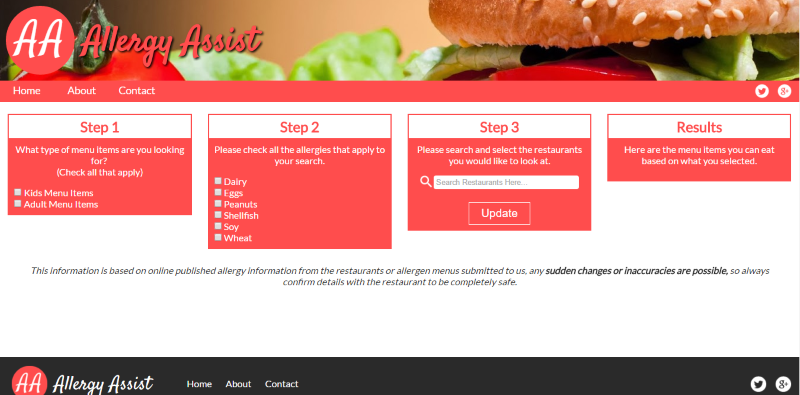 AA Allergy Assist
Home About Contact
Step 1
What type of menu items are you looking
for?
(Check all that apply)
Kids Menu Items
Adult Menu Items
Step 2
Please check all the allergies that apply to
your search.
Dairy
Eggs
Peanuts
Shellfish
Soy
Wheat
Step 3
Please search and select the restaurants
you would like to look at.
Search Restaurants Here...
Update
Results
Here are the menu items you can eat
based on what you selected.
This information is based on online published allergy information from the restaurants or allergen menus submitted to us, any sudden changes or inaccuracies are possible, so always
confirm details with the restaurant to be completely safe.
AA Allergy Assist Home About Contact